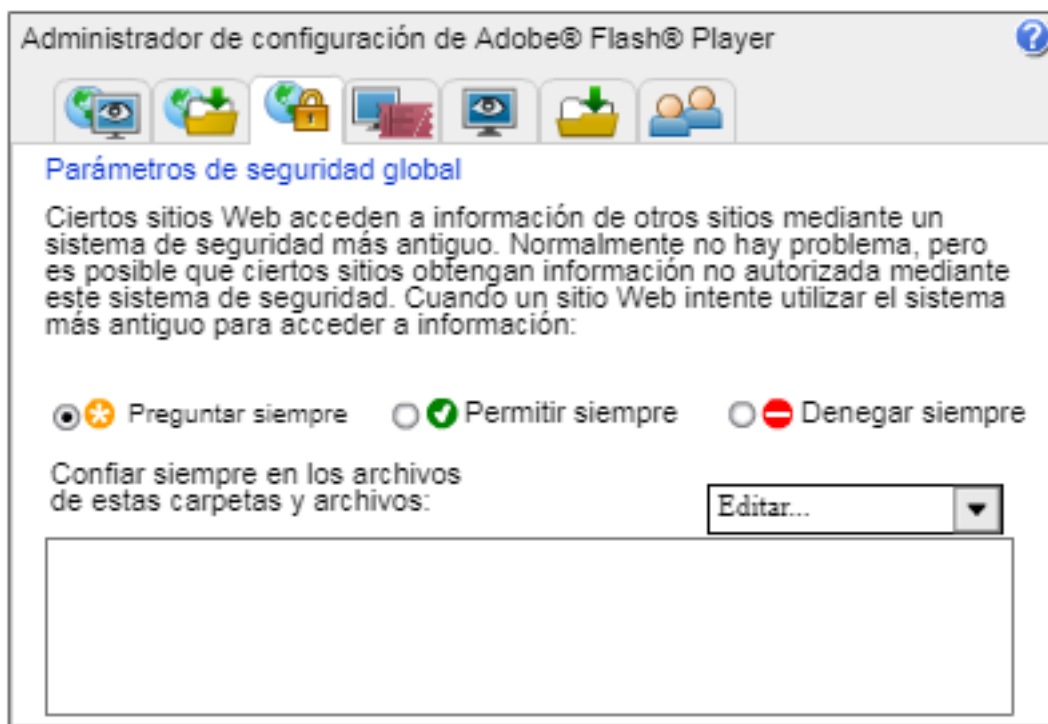 Administrador de configuración de Adobe® Flash® Player
Parámetros de seguridad global
Ciertos sitios Web acceden a información de otros sitios mediante un
sistema de seguridad más antiguo. Normalmente no hay problema, pero
es posible que ciertos sitios obtengan información no autorizada mediante
este sistema de seguridad. Cuando un sitio Web intente utilizar el sistema
más antiguo para acceder a información:
Preguntar siempre Permitir siempre Denegar siempre
Confiar siempre en los archivos
de estas carpetas y archivos:
Editar...